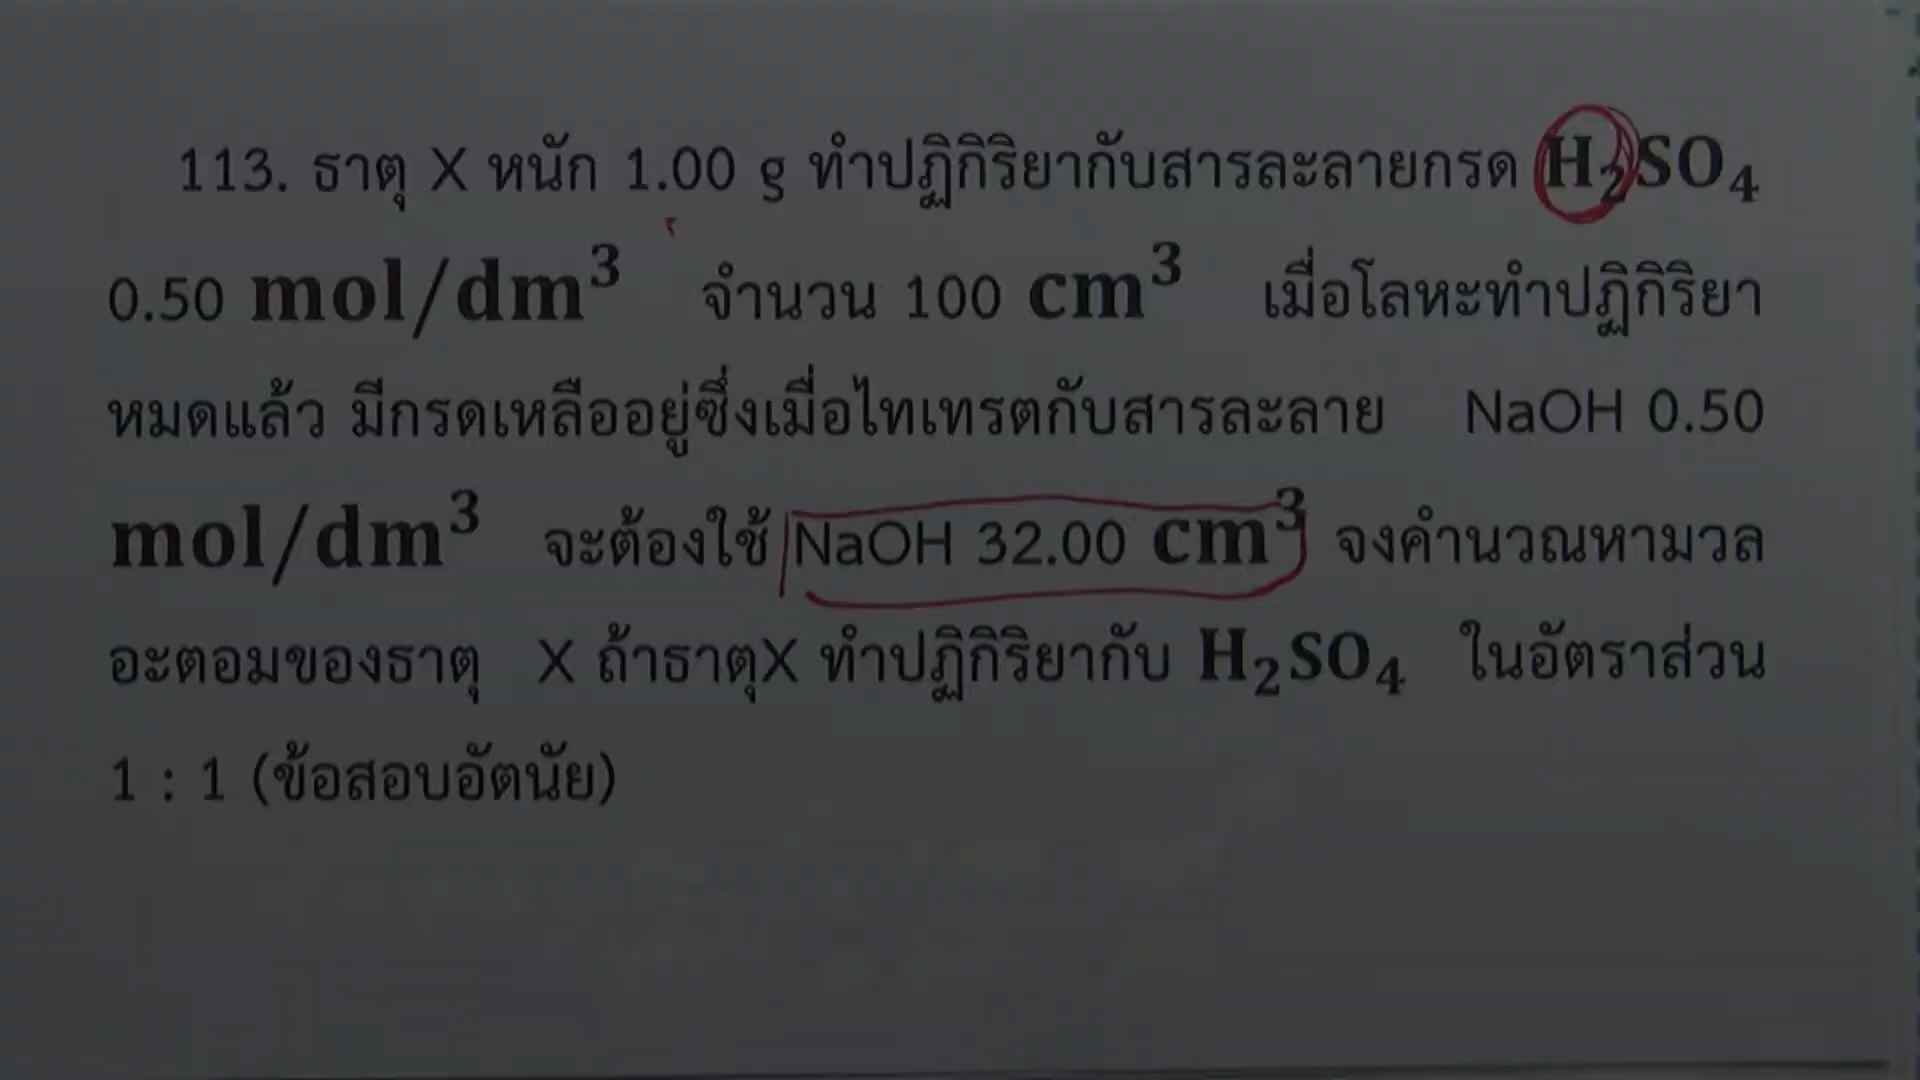 113. ธาตุ X หนัก 1.00 g ทำปฏิกิริยากับสารละลายกรด H₂SO₄
0.50 mol/dm³ จำนวน 100 cm³ เมื่อโลหะทำปฏิกิริยา
หมดแล้ว มีกรดเหลืออยู่ซึ่งเมื่อไทเทรตกับสารละลาย NaOH 0.50
mol/dm³ จะต้องใช้ NaOH 32.00 cm³ จงคำนวณหามวล
อะตอมของธาตุ X ถ้าธาตุX ทำปฏิกิริยากับ H₂SO₄ ในอัตราส่วน
1 : 1 (ข้อสอบอัตนัย)